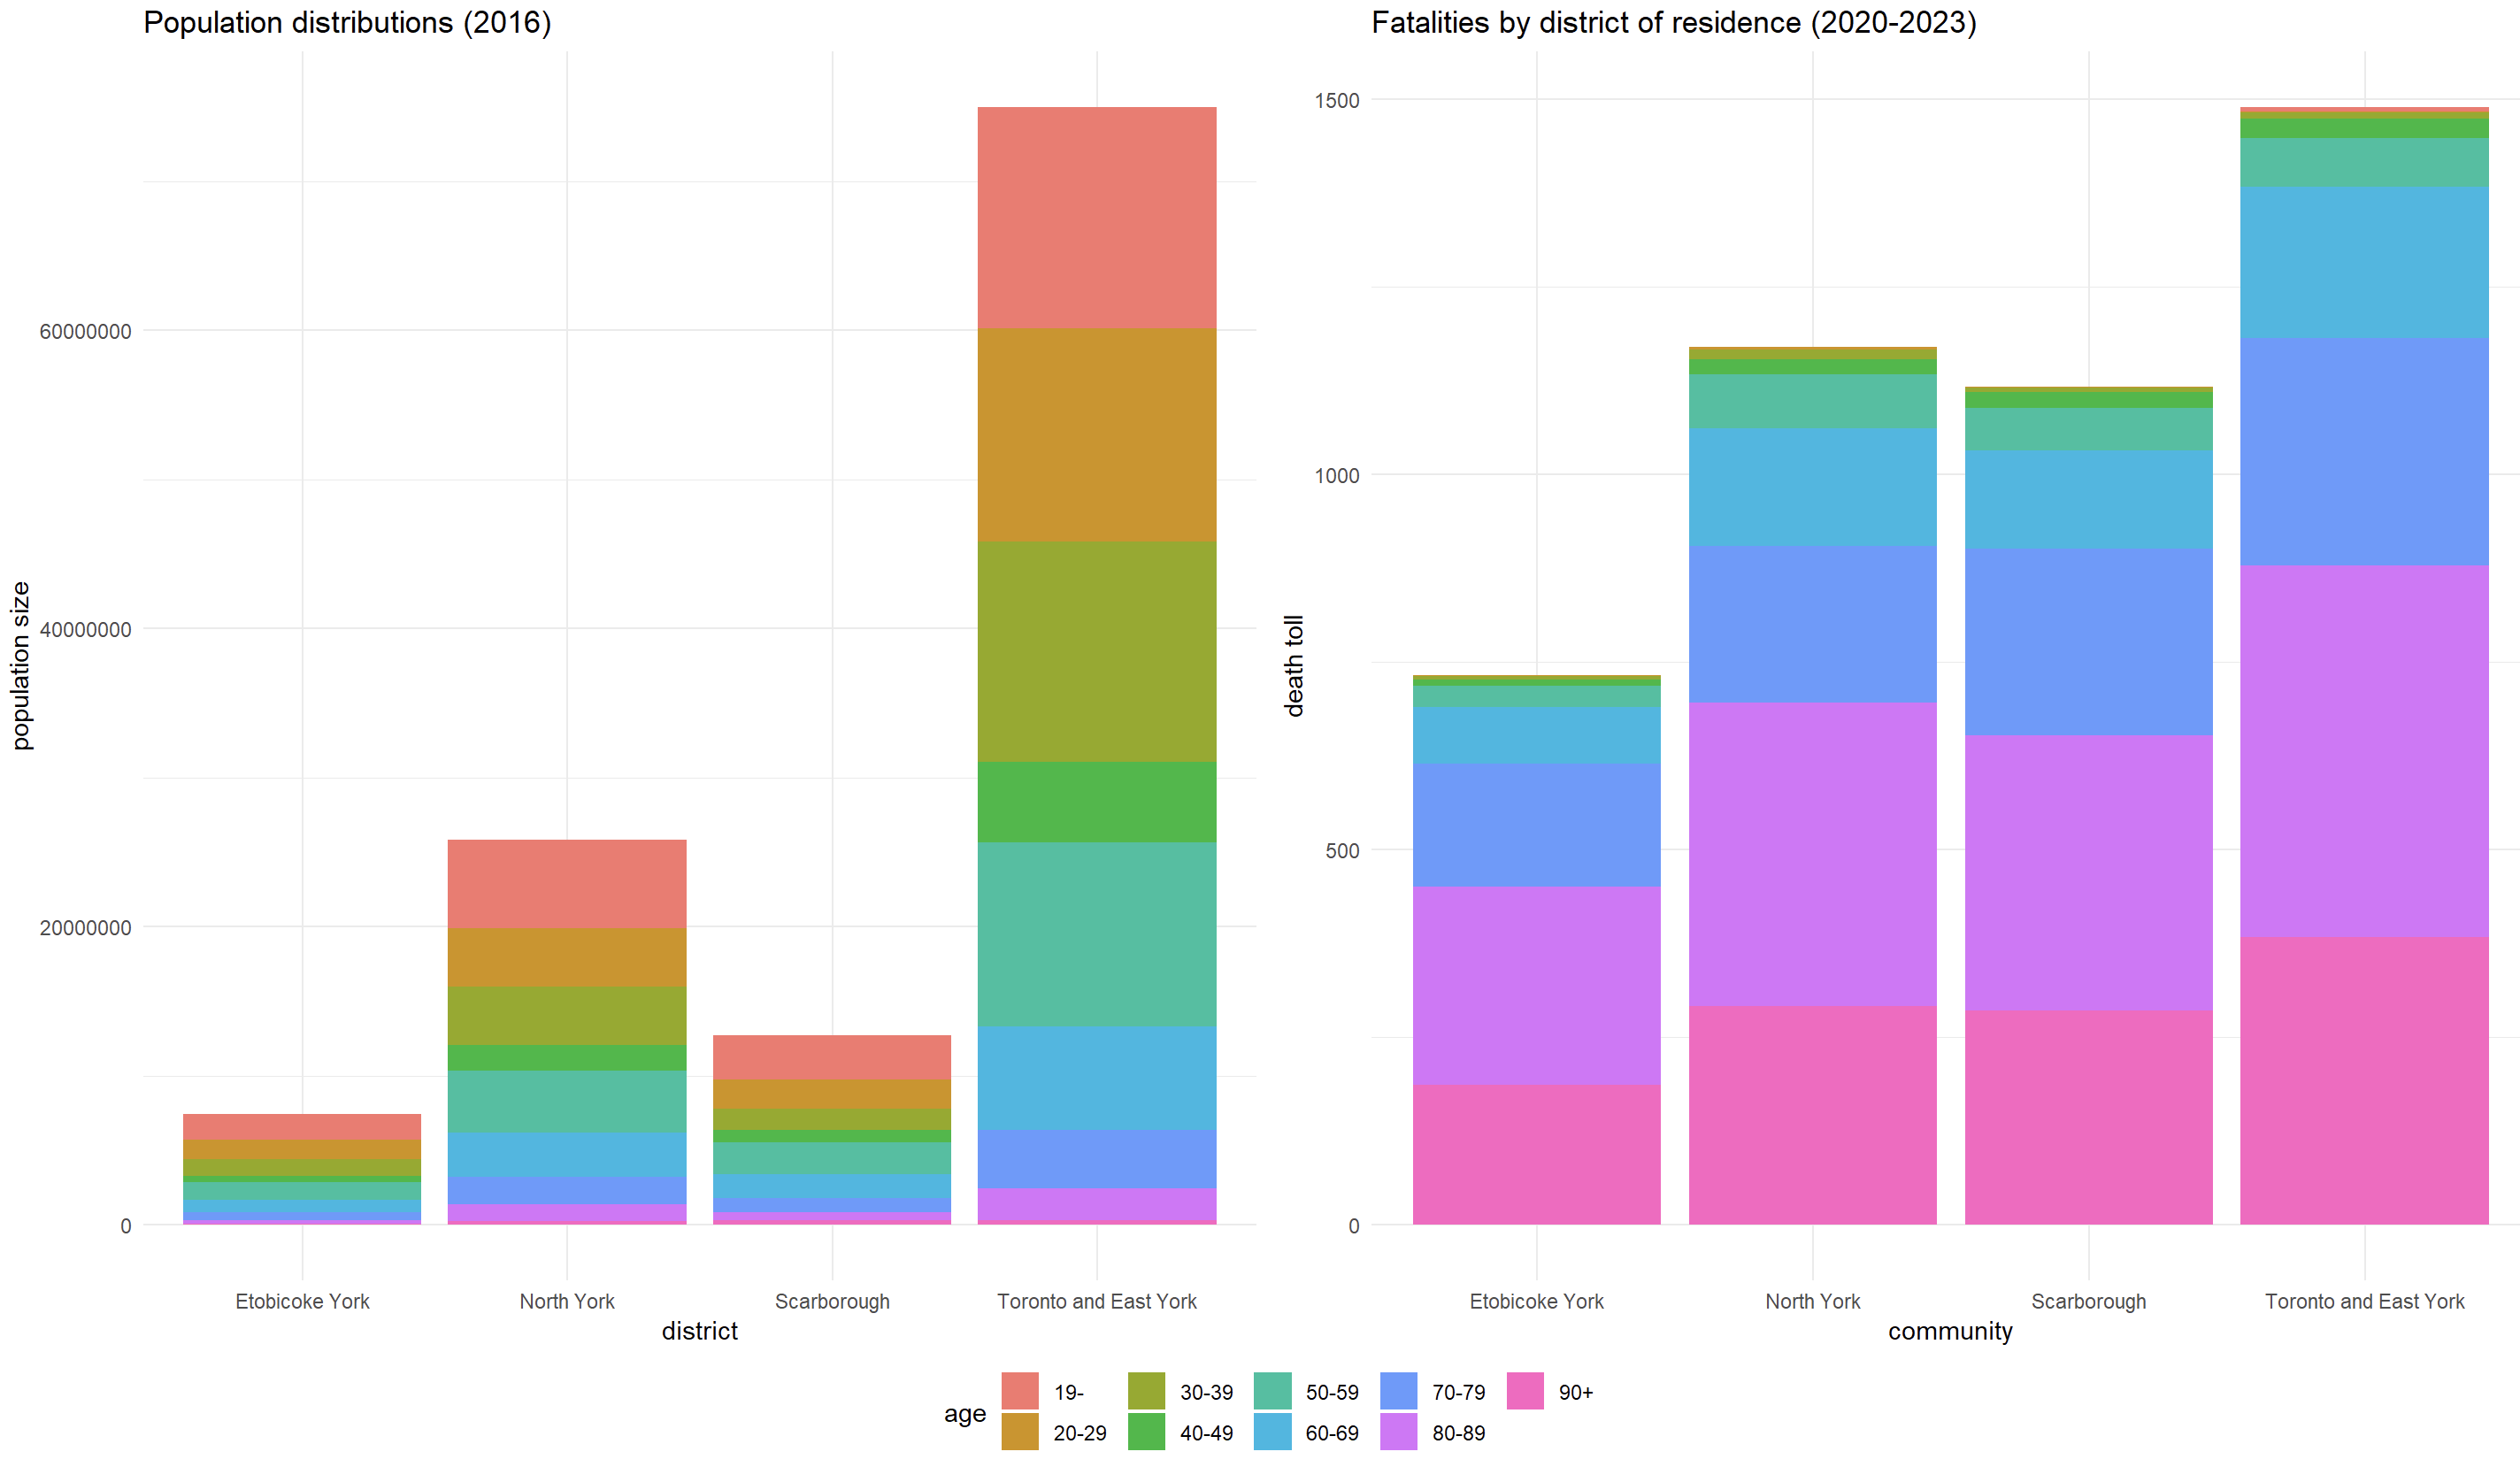 Population distributions (2016)
population size
60000000
40000000
20000000
0
Etobicoke York
North York
Scarborough
Toronto and East York
district
Fatalities by district of residence (2020-2023)
death toll
1500
1000
500
0
Etobicoke York
North York
Scarborough
Toronto and East York
community
age
19-
30-39
50-59
70-79
90+
20-29
40-49
60-69
80-89